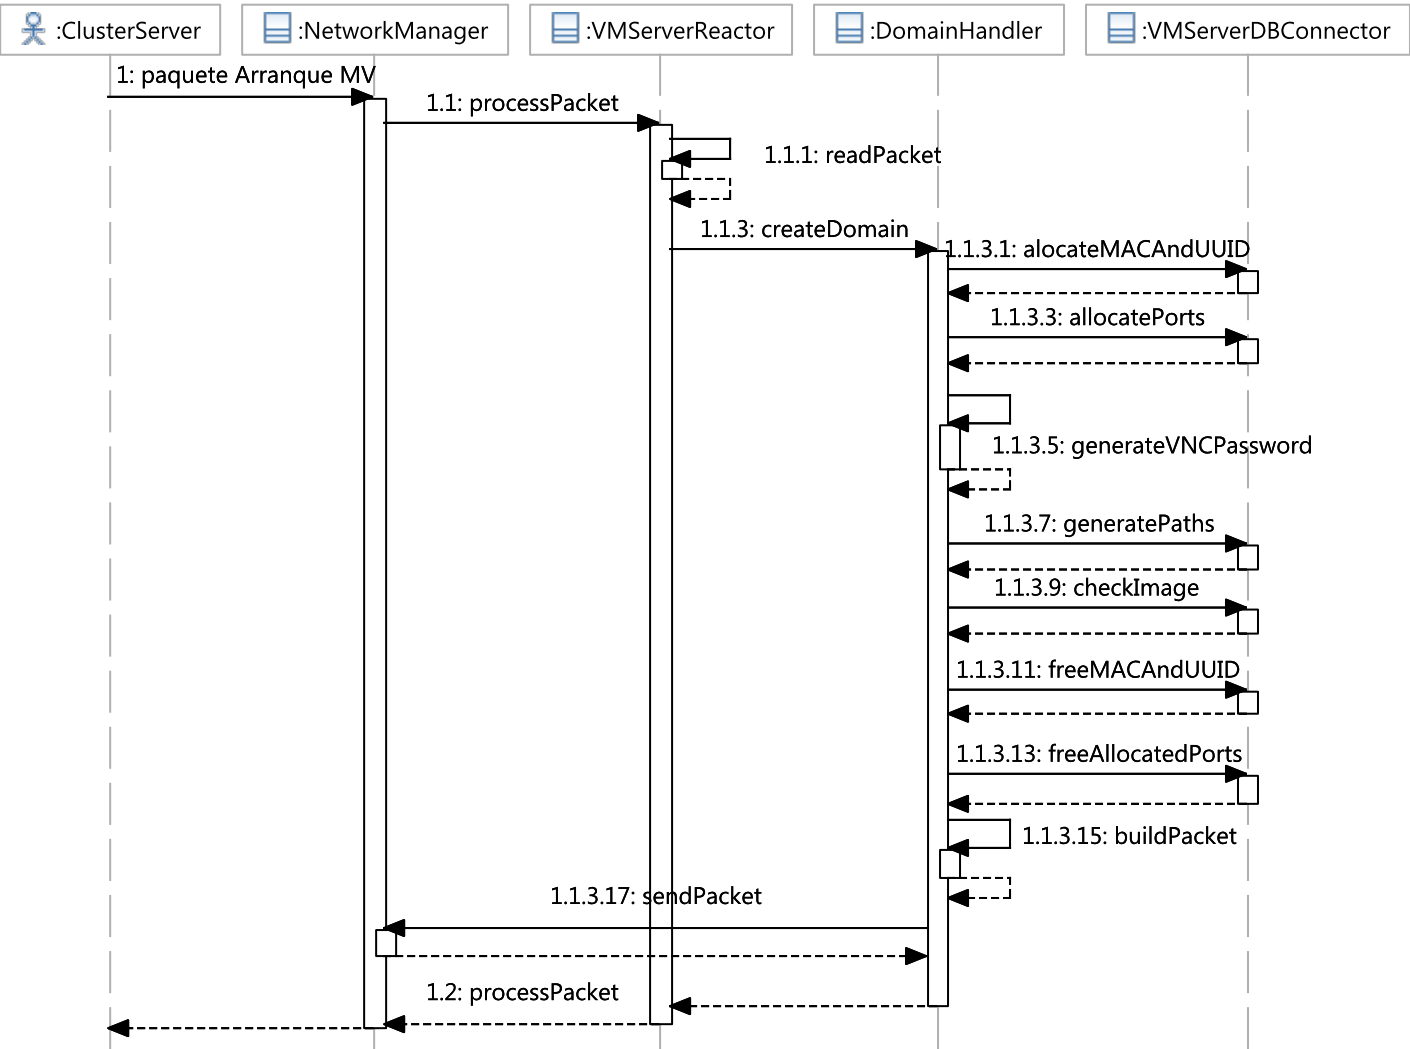 :ClusterServer
:NetworkManager
:VMServerReactor
:DomainHandler
:VMServerDBConnector
1: paquete Arranque MV
1.1: processPacket
1.1.1: readPacket
1.1.3: createDomain
1.1.3.1: alocateMACAndUUID
1.1.3.3: allocatePorts
1.1.3.5: generateVNCPassword
1.1.3.7: generatePaths
1.1.3.9: checkImage
1.1.3.11: freeMACAndUUID
1.1.3.13: freeAllocatedPorts
1.1.3.15: buildPacket
1.1.3.17: sendPacket
1.2: processPacket